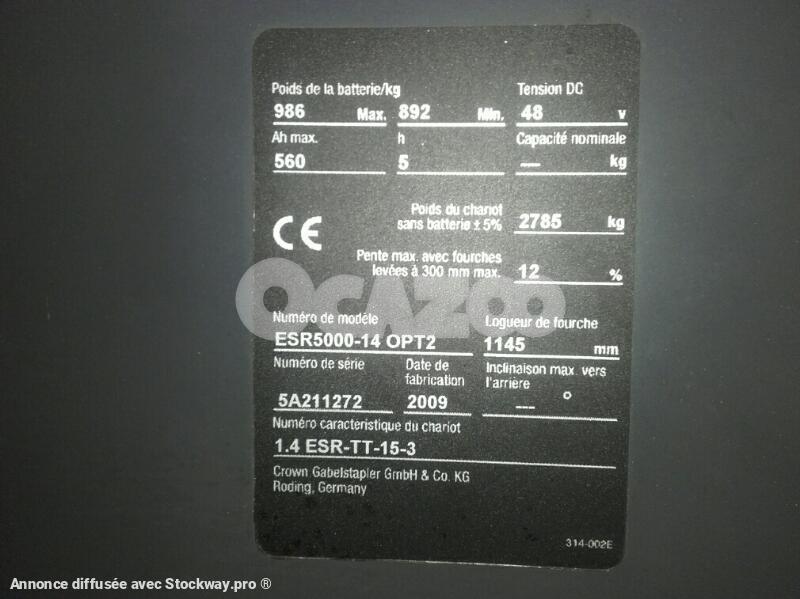 Poids de la batterie/kg Tension DC
986 Max. 892 Min. 48 v
Ah max. h Capacité nominale
560 5 --- kg
Poids du chariot
sans batterie ± 5% 2785 kg
CE
Pente max. avec fourches
levées à 300 mm max. 12 %
OCAZOO
Numéro de modèle Logueur de fourche
ESR5000-14 OPT2 1145 mm
Numéro de série Date de fabrication Inclinaison max. vers l'arrière
5A211272 2009 --- °
Numéro caractéristique du chariot
1.4 ESR-TT-15-3
Crown Gabelstapler GmbH & Co. KG
Roding, Germany
314-002E
Annonce diffusée avec Stockway.pro ®